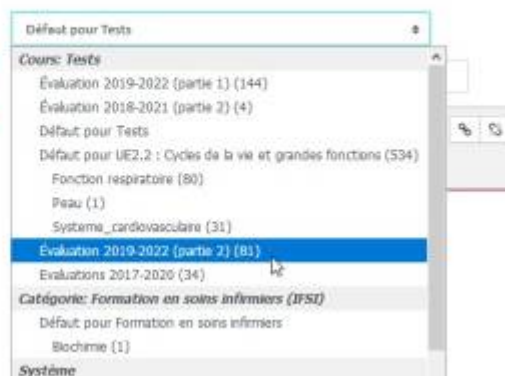 Défaut pour Tests
Cours: Tests
Évaluation 2019-2022 (partie 1) (144)
Évaluation 2018-2021 (partie 2) (4)
Défaut pour Tests
Défaut pour UE2.2 : Cycles de la vie et grandes fonctions (534)
Fonction respiratoire (80)
Peau (1)
Systeme_cardiovasculaire (31)
Évaluation 2019-2022 (partie 2) (81)
Evaluations 2017-2020 (34)
Catégorie: Formation en soins infirmiers (IFSI)
Défaut pour Formation en soins infirmiers
Biochimie (1)
Système